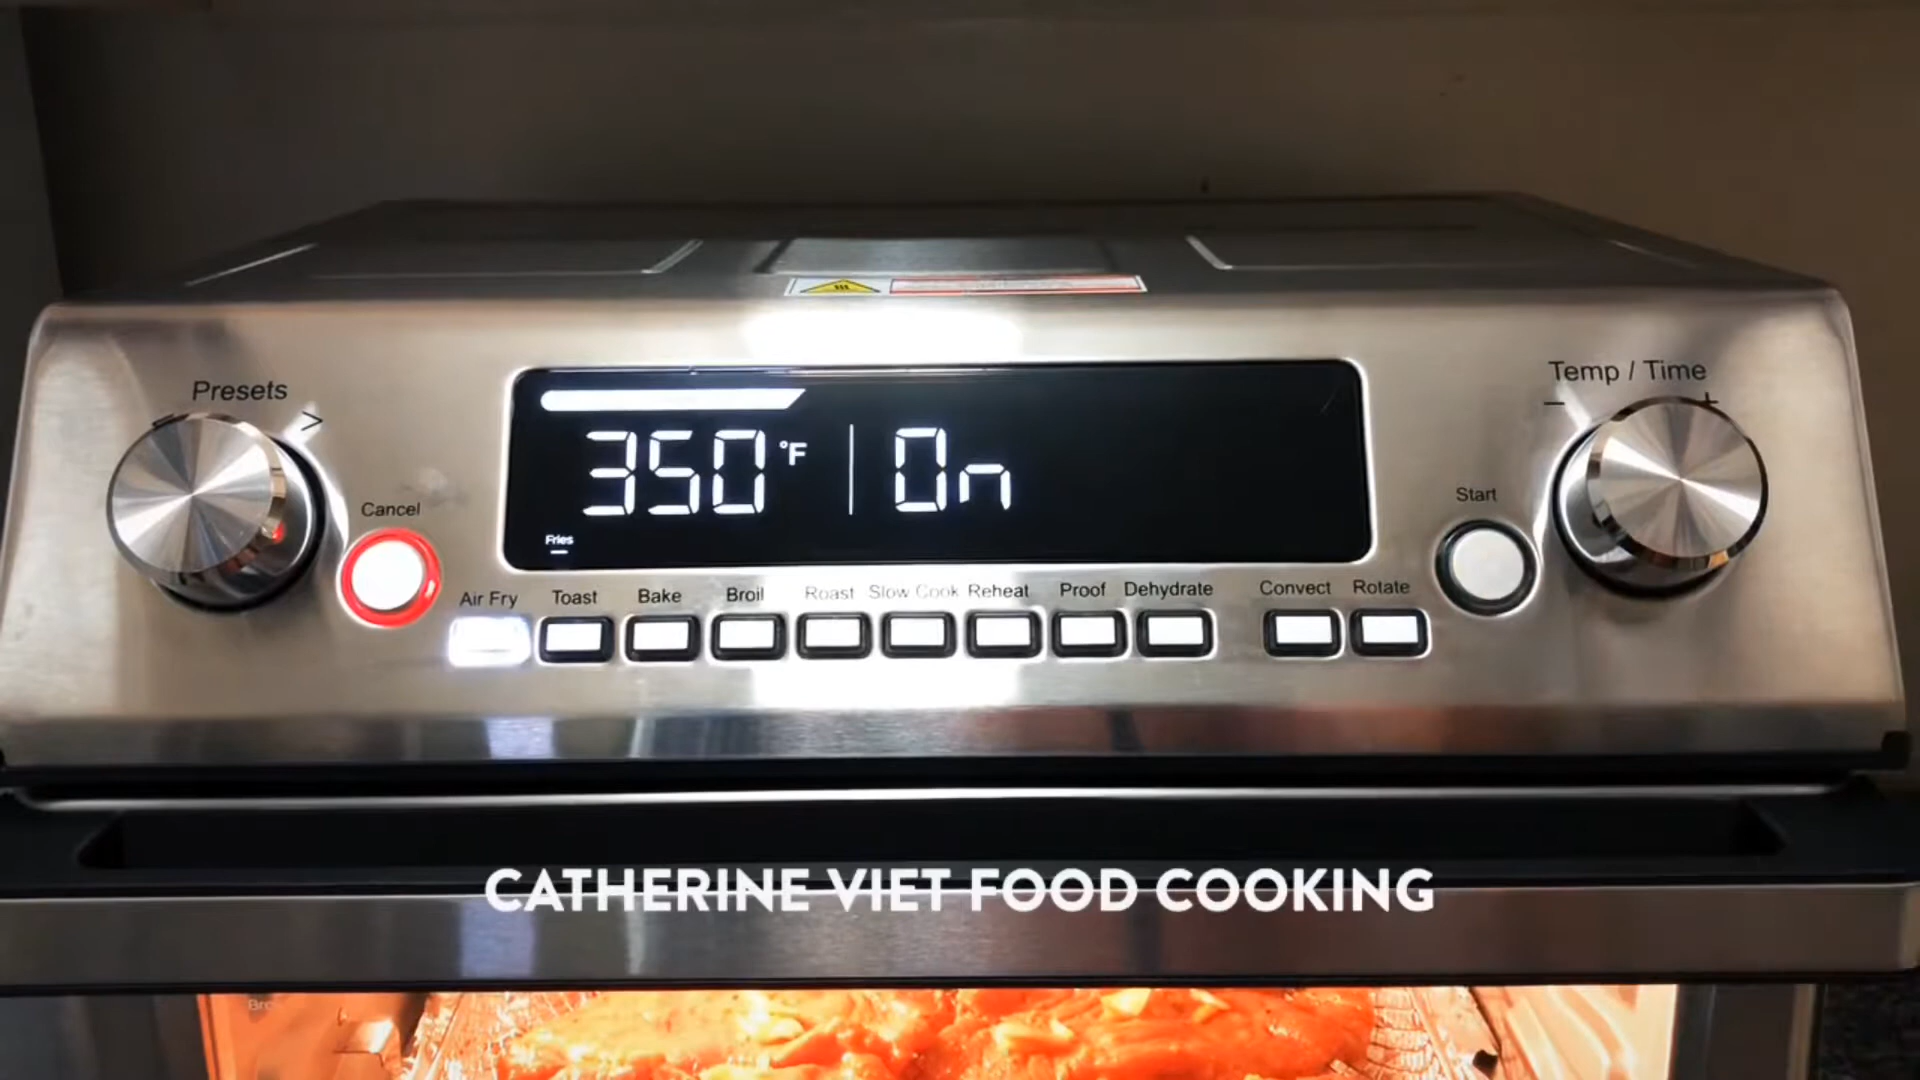 Presets
< >
Cancel
350 °F | On
Fries
Temp / Time
- +
Start
Air Fry Toast Bake Broil Roast Slow Cook Reheat Proof Dehydrate Convect Rotate
CATHERINE VIET FOOD COOKING